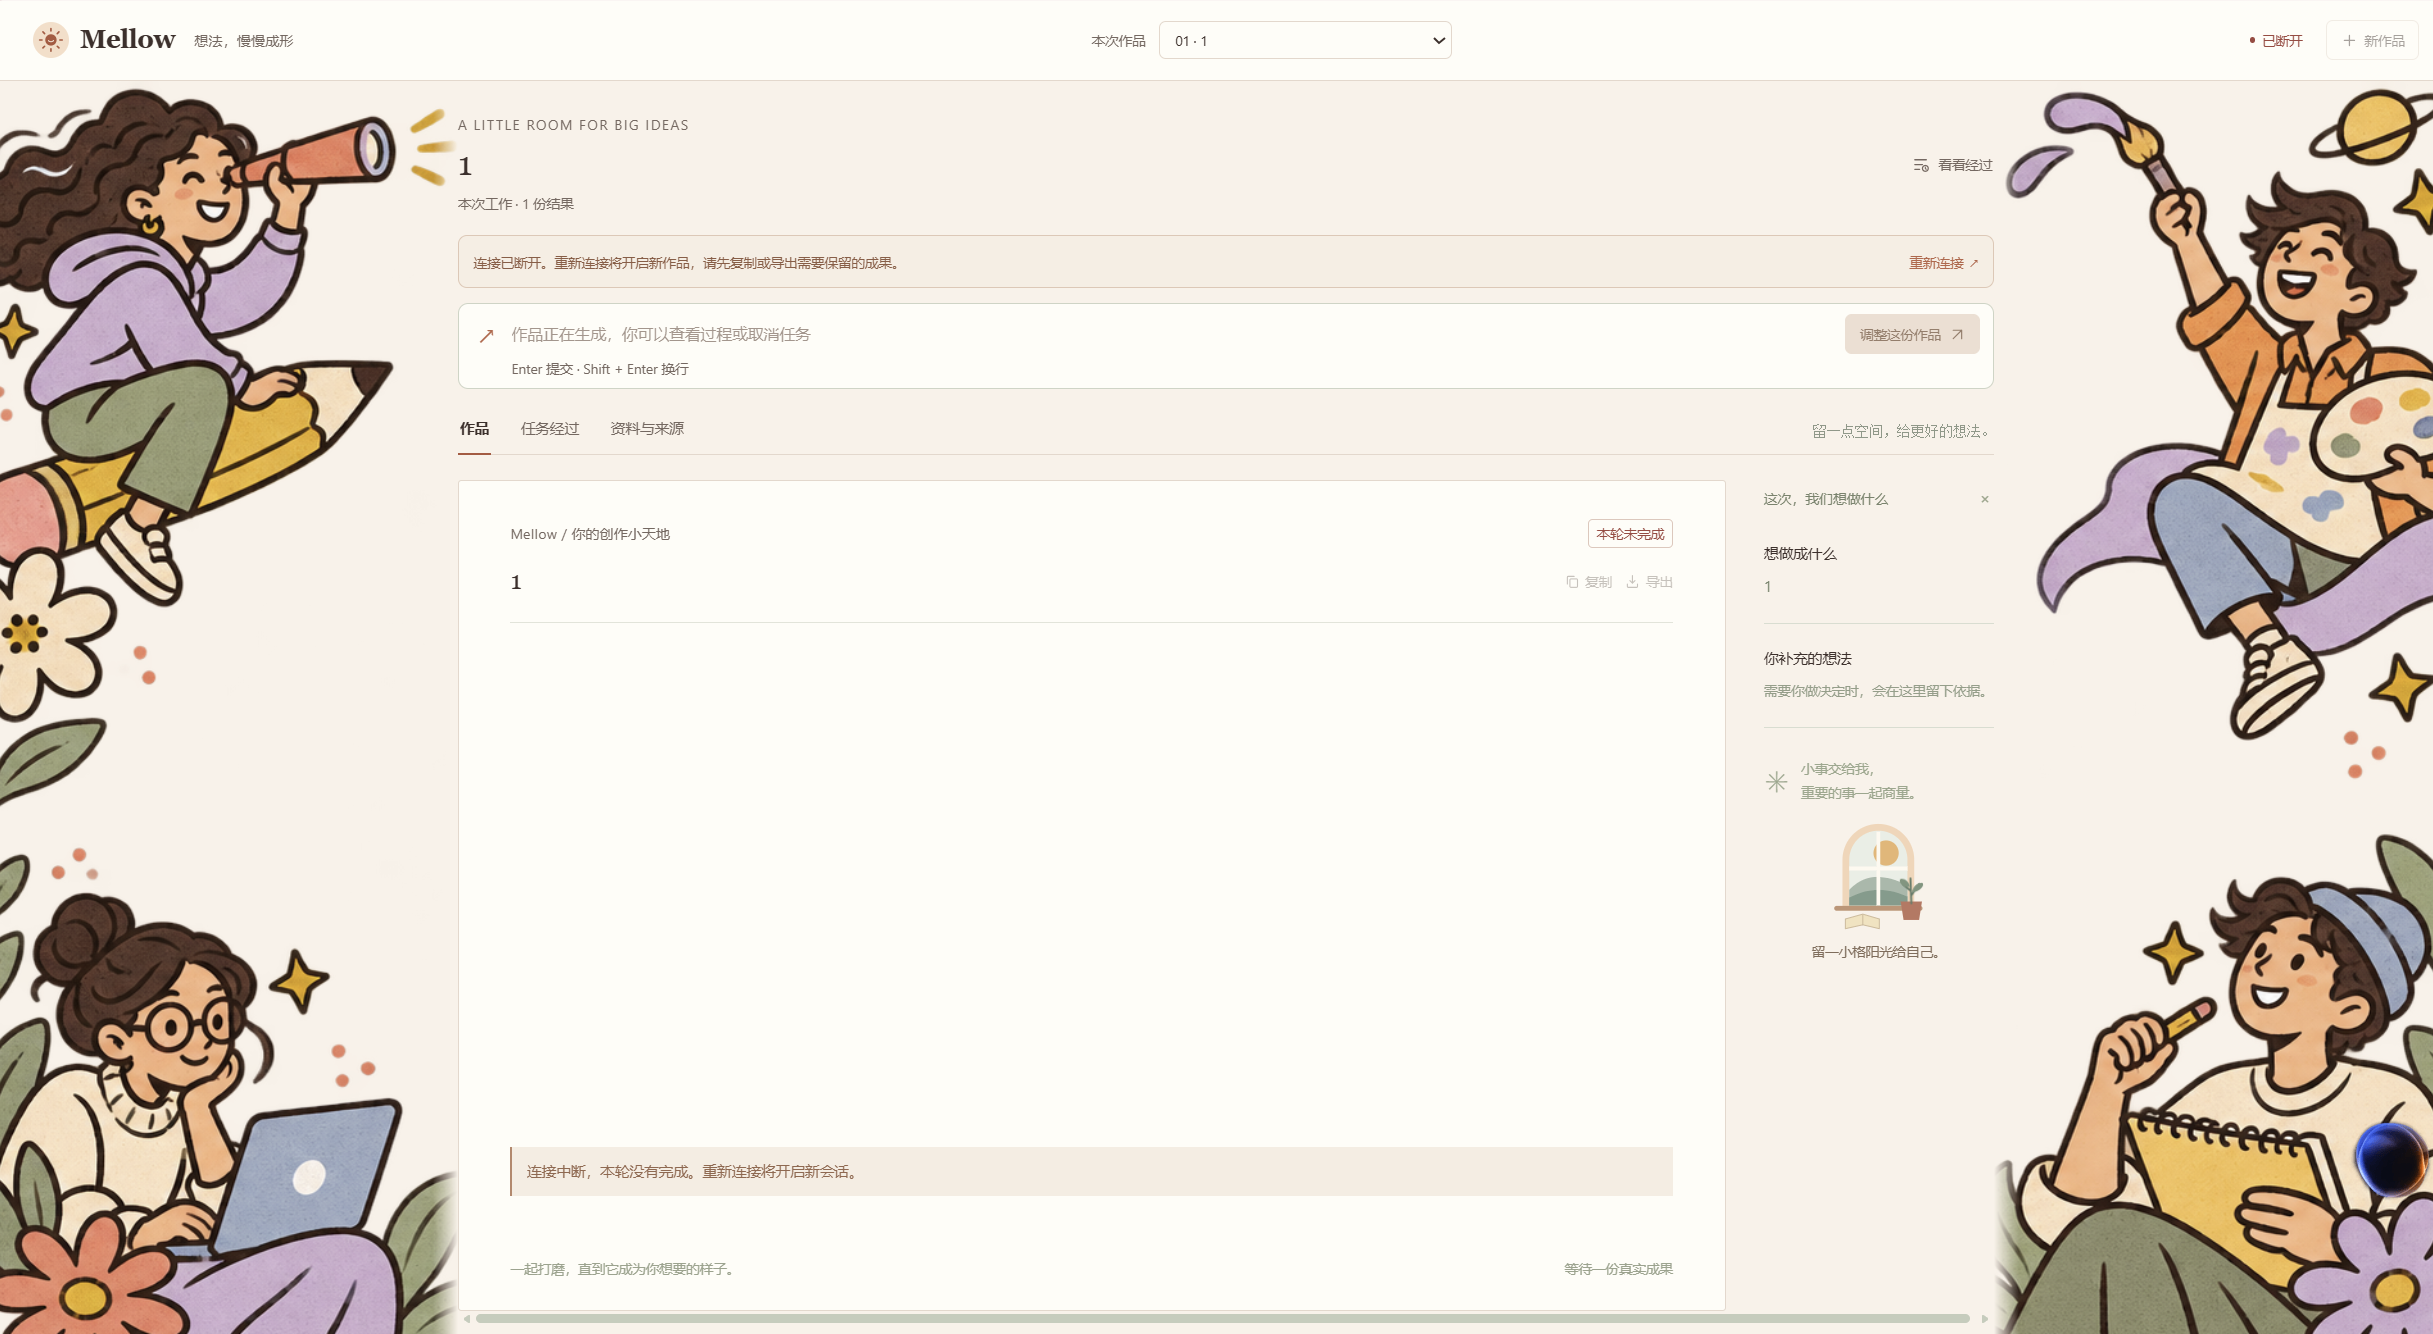 Mellow
想法，慢慢成形
本次作品
01 · 1
已断开
新作品
A LITTLE ROOM FOR BIG IDEAS
1
看看经过
本次工作 · 1 份结果
连接已断开。重新连接将开启新作品，请先复制或导出需要保留的成果。
重新连接 ↗
作品正在生成，你可以查看过程或取消任务
调整这份作品
Enter 提交 · Shift + Enter 换行
作品
任务经过
资料与来源
留一点空间，给更好的想法。
Mellow / 你的创作小天地
本轮未完成
1
复制
导出
连接中断，本轮没有完成。重新连接将开启新会话。
一起打磨，直到它成为你想要的样子。
等待一份真实成果
这次，我们想做什么
×
想做成什么
1
你补充的想法
需要你做决定时，会在这里留下依据。
小事交给我，
重要的事一起商量。
留一小格阳光给自己。